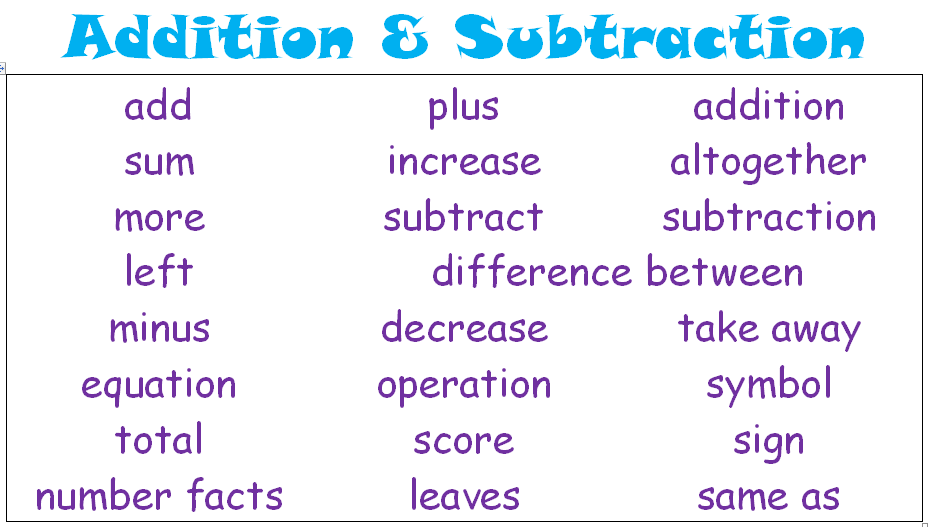 Addition & Subtraction
add plus addition
sum increase altogether
more subtract subtraction
left difference between
minus decrease take away
equation operation symbol
total score sign
number facts leaves same as